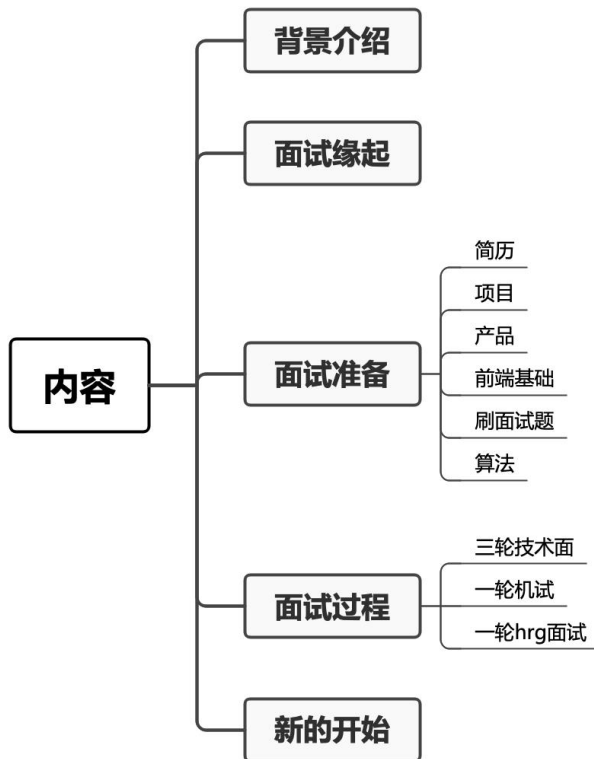 背景介绍
面试缘起
内容
面试准备
简历
项目
产品
前端基础
刷面试题
算法
面试过程
三轮技术面
一轮机试
一轮hrg面试
新的开始